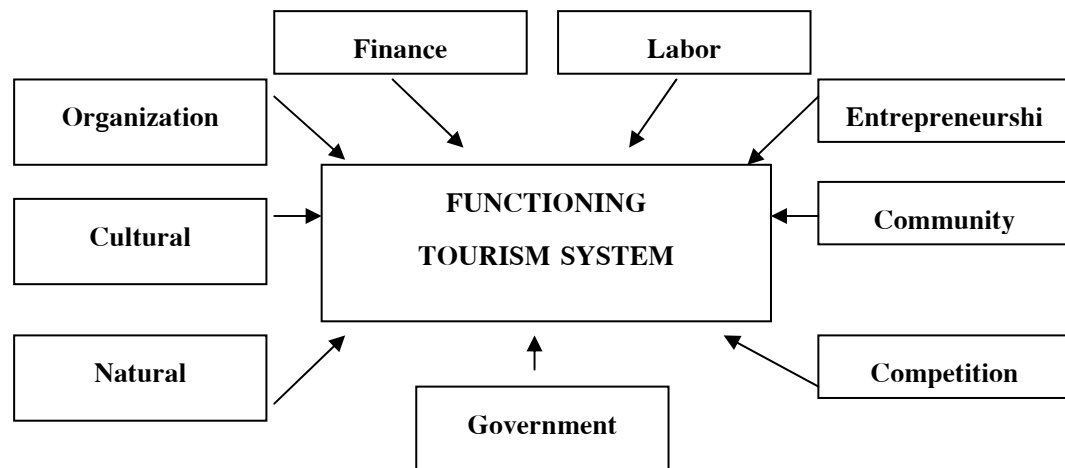 Finance
Labor
Organization
Entrepreneurshi
FUNCTIONING
TOURISM SYSTEM
Cultural
Community
Natural
Competition
Government